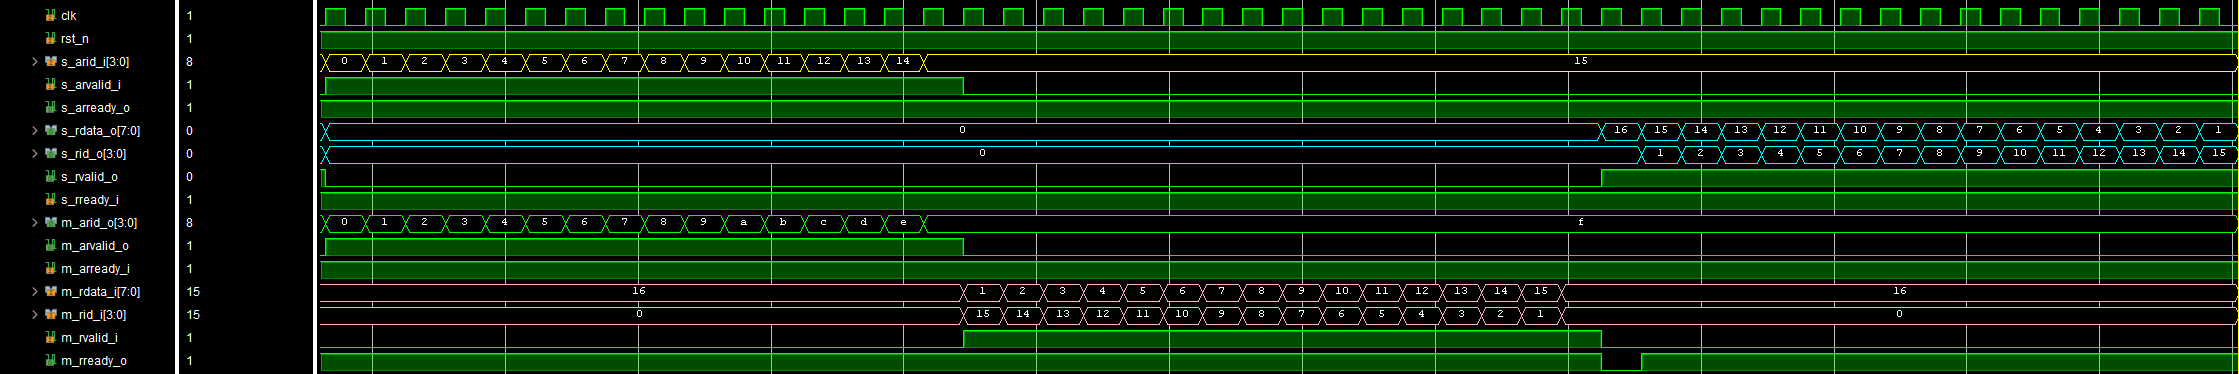 clk 1
rst_n 1
s_arid_i[3:0] 8 0 1 2 3 4 5 6 7 8 9 10 11 12 13 14 15
s_arvalid_i 1
s_arready_o 1
s_rdata_o[7:0] 0 0 16 15 14 13 12 11 10 9 8 7 6 5 4 3 2 1
s_rid_o[3:0] 0 0 1 2 3 4 5 6 7 8 9 10 11 12 13 14 15
s_rvalid_o 0
s_rready_i 1
m_arid_o[3:0] 8 0 1 2 3 4 5 6 7 8 9 a b c d e f
m_arvalid_o 1
m_arready_i 1
m_rdata_i[7:0] 15 16 1 2 3 4 5 6 7 8 9 10 11 12 13 14 15 16
m_rid_i[3:0] 15 0 15 14 13 12 11 10 9 8 7 6 5 4 3 2 1 0
m_rvalid_i 1
m_rready_o 1